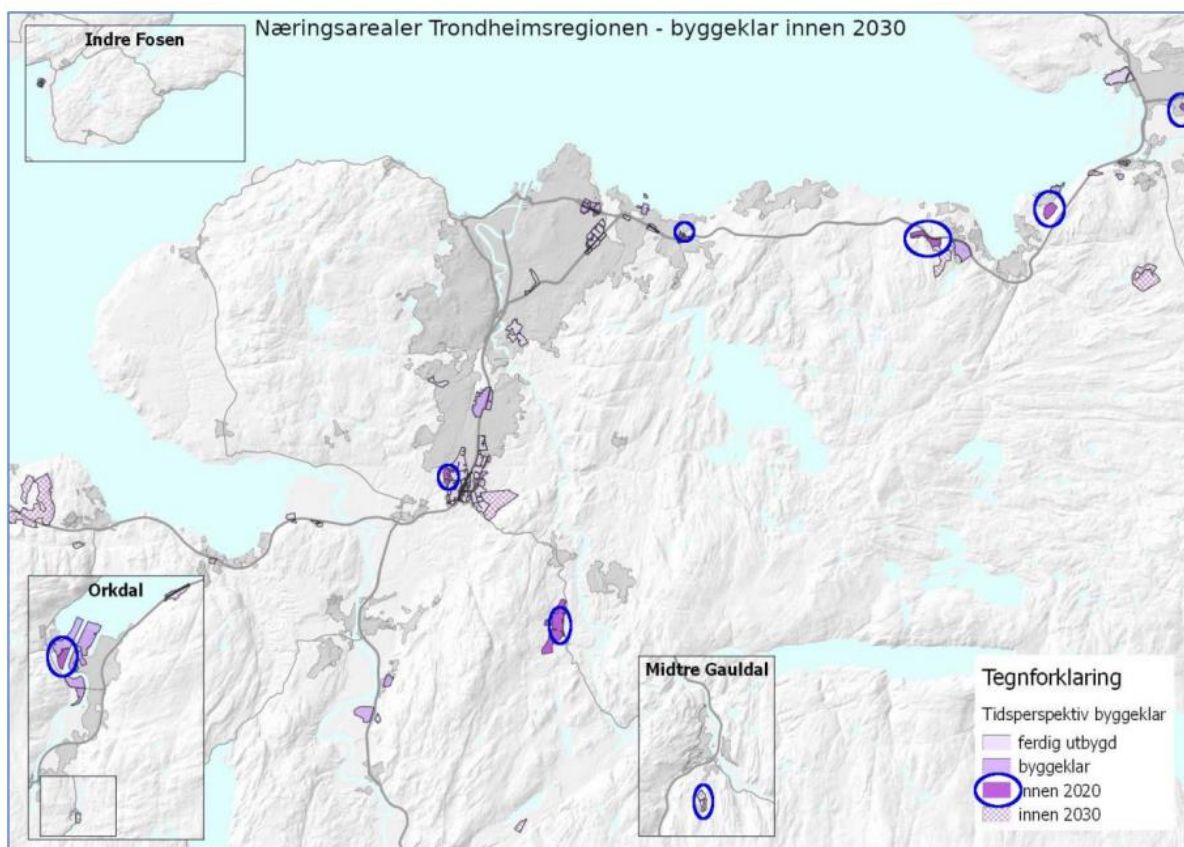 Næringsarealer Trondheimsregionen - byggeklar innen 2030
Indre Fosen
Orkdal
Midtre Gauldal
Tegnforklaring
Tidsperspektiv byggeklar
ferdig utbygd
byggeklar
innen 2020
innen 2030